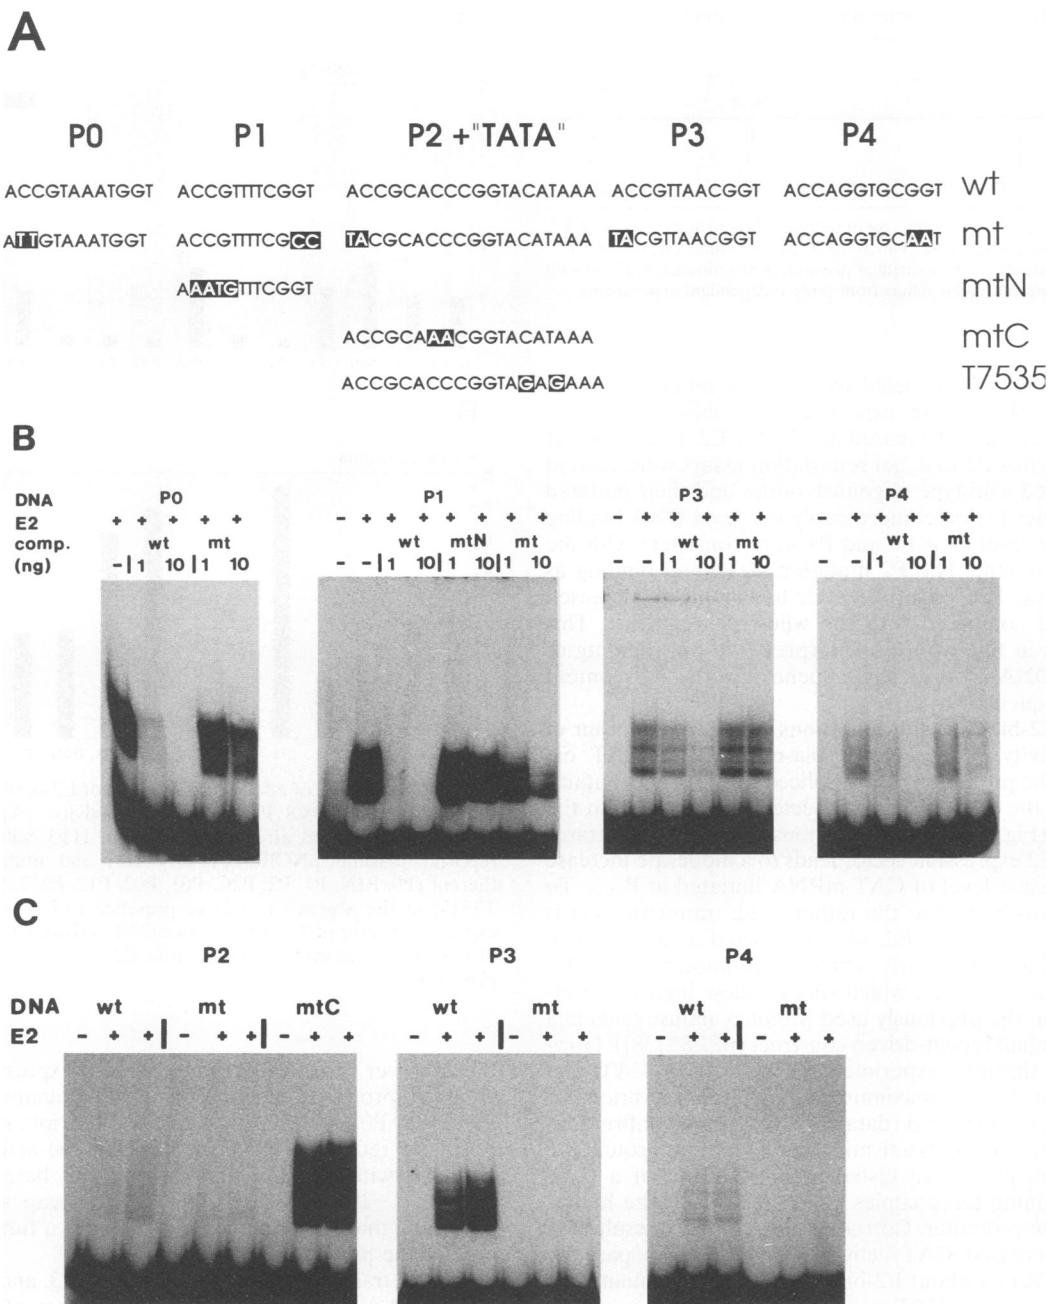 A
P0 P1 P2 +"TATA" P3 P4
ACCGTAAATGGT ACCGTTTTCGGT ACCGCACCCGGTACATAAA ACCGTTAACGGT ACCAGGTGCGGT wt
ATTGTAAATGGT ACCGTTTTCGCC TACGCACCCGGTACATAAA TACGTTAACGGT ACCAGGTGCAAT mt
AAATGTTTCGGT mtN
ACCGCAAACGGTACATAAA mtC
ACCGCACCCGGTAGAGAAA T7535
B
DNA P0 P1 P3 P4
E2 + + + + + - + + + + + + + - + + + + + - + + + + +
comp. wt mt wt mtN mt wt mt wt mt
(ng) - 1 10 1 10 - - 1 10 1 10 1 10 - - 1 10 1 10 - - 1 10 1 10
C
P2 P3 P4
DNA wt mt mtC wt mt wt mt
E2 - + + - + + - + + - + + - + + - + + - + +